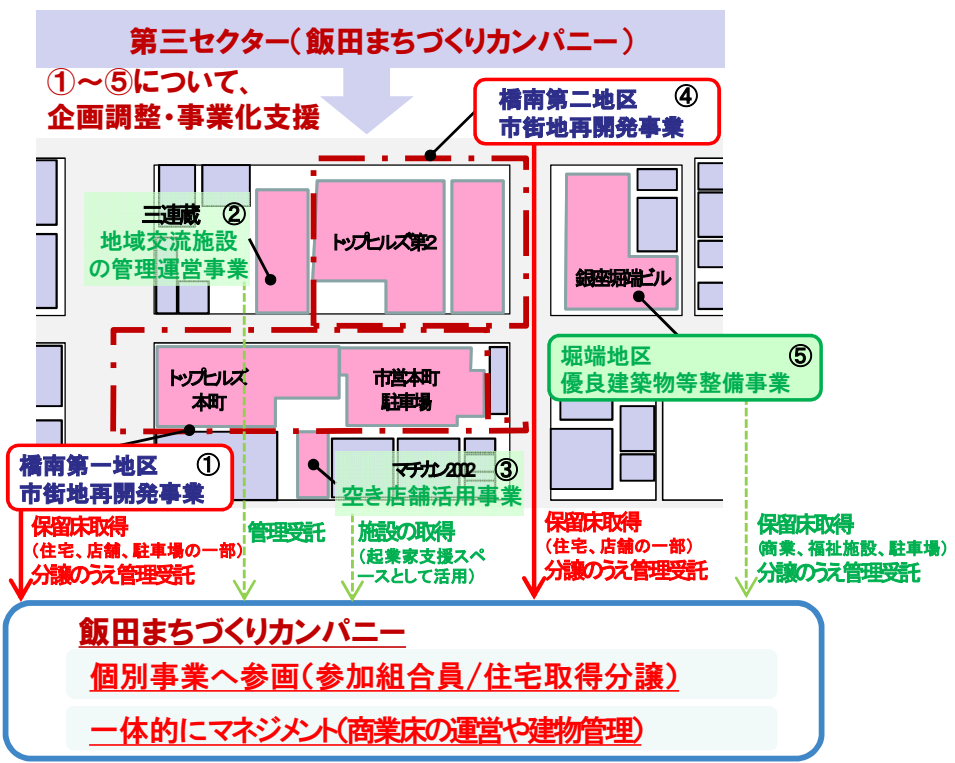 第三セクター(飯田まちづくりカンパニー)
①～⑤について、
企画調整・事業化支援
橋南第二地区 ④
市街地再開発事業
三連蔵 ②
地域交流施設
の管理運営事業
トップヒルズ第2
銀座堀端ビル
堀端地区 ⑤
優良建築物等整備事業
トップヒルズ
本町
市営本町
駐車場
橋南第一地区 ①
市街地再開発事業
マチカン2002 ③
空き店舗活用事業
保留床取得
(住宅、店舗、駐車場の一部)
分譲のうえ管理受託
管理受託
施設の取得
(起業家支援スペ
ースとして活用)
保留床取得
(住宅、店舗の一部)
分譲のうえ管理受託
保留床取得
(商業、福祉施設、駐車場)
分譲のうえ管理受託
飯田まちづくりカンパニー
個別事業へ参画(参加組合員/住宅取得分譲)
一体的にマネジメント(商業床の運営や建物管理)